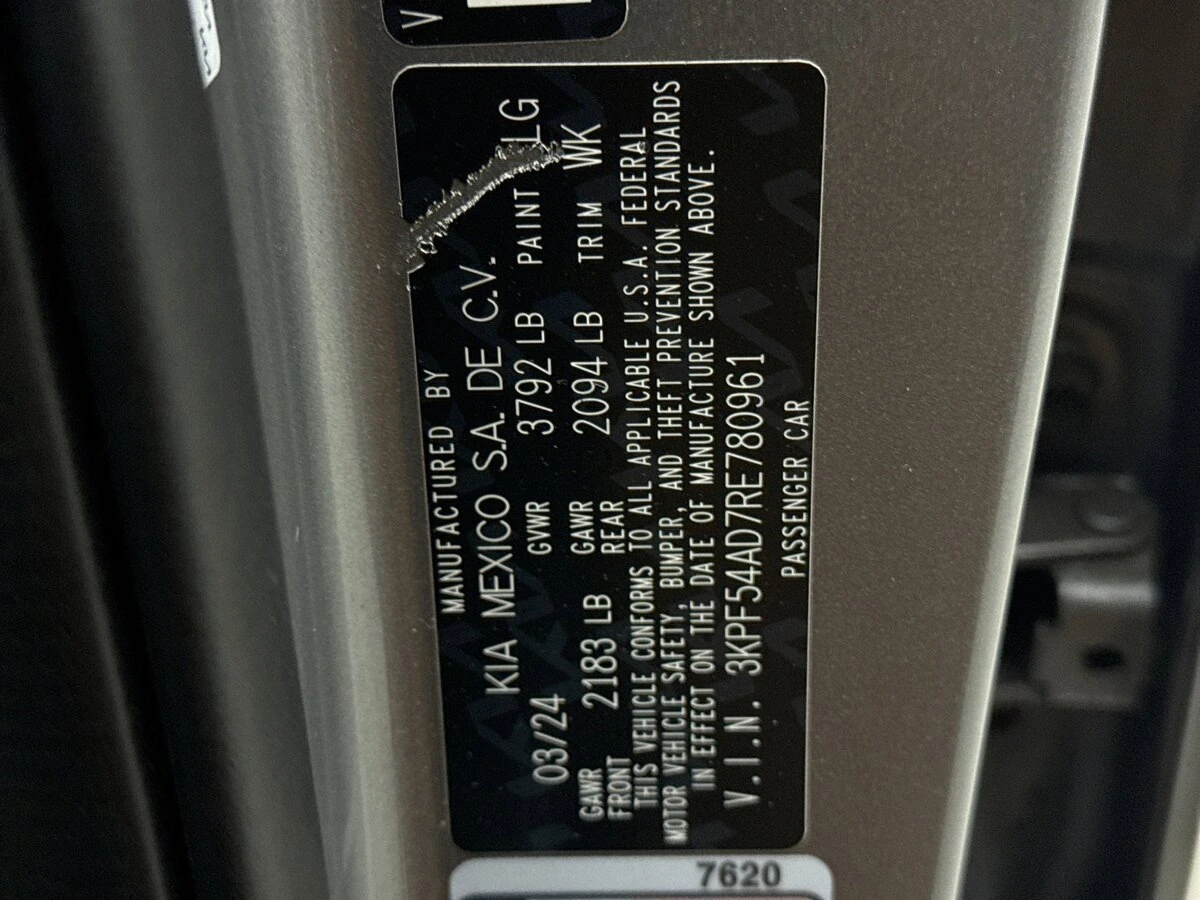 V
MANUFACTURED BY
KIA MEXICO S.A. DE C.V.
03/24 GVWR 3792 LB PAINT LG
GAWR FRONT 2183 LB GAWR REAR 2094 LB TRIM WK
THIS VEHICLE CONFORMS TO ALL APPLICABLE U.S.A. FEDERAL
MOTOR VEHICLE SAFETY, BUMPER, AND THEFT PREVENTION STANDARDS
IN EFFECT ON THE DATE OF MANUFACTURE SHOWN ABOVE.
V.I.N. 3KPF54AD7RE780961
PASSENGER CAR
7620